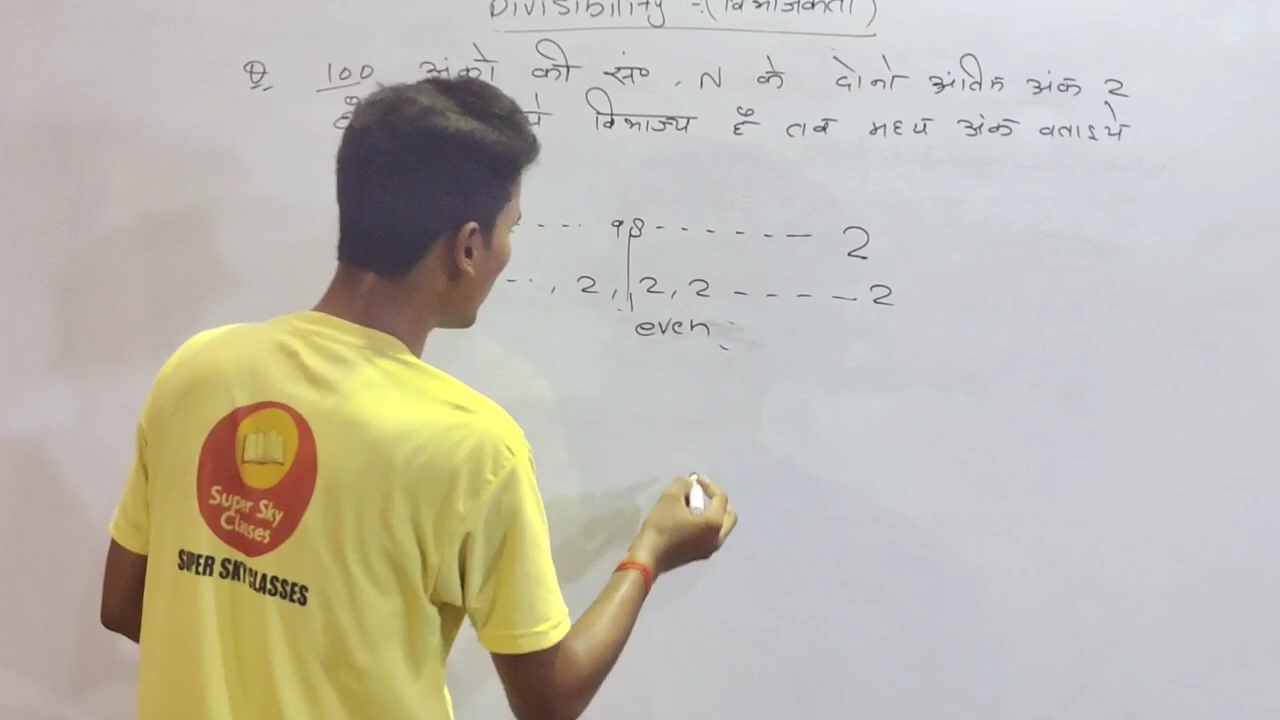 Divisibility :- (विभाजकता)
Q. 100 अंको की सं० , N के दोनो अंतिम अंक 2
विभाज्य हैं तब मध्य अंक बताइये
---- 98 ------ 2
--- , 2, 2, 2 ----- 2
even
Super Sky
Classes
SUPER SKY CLASSES